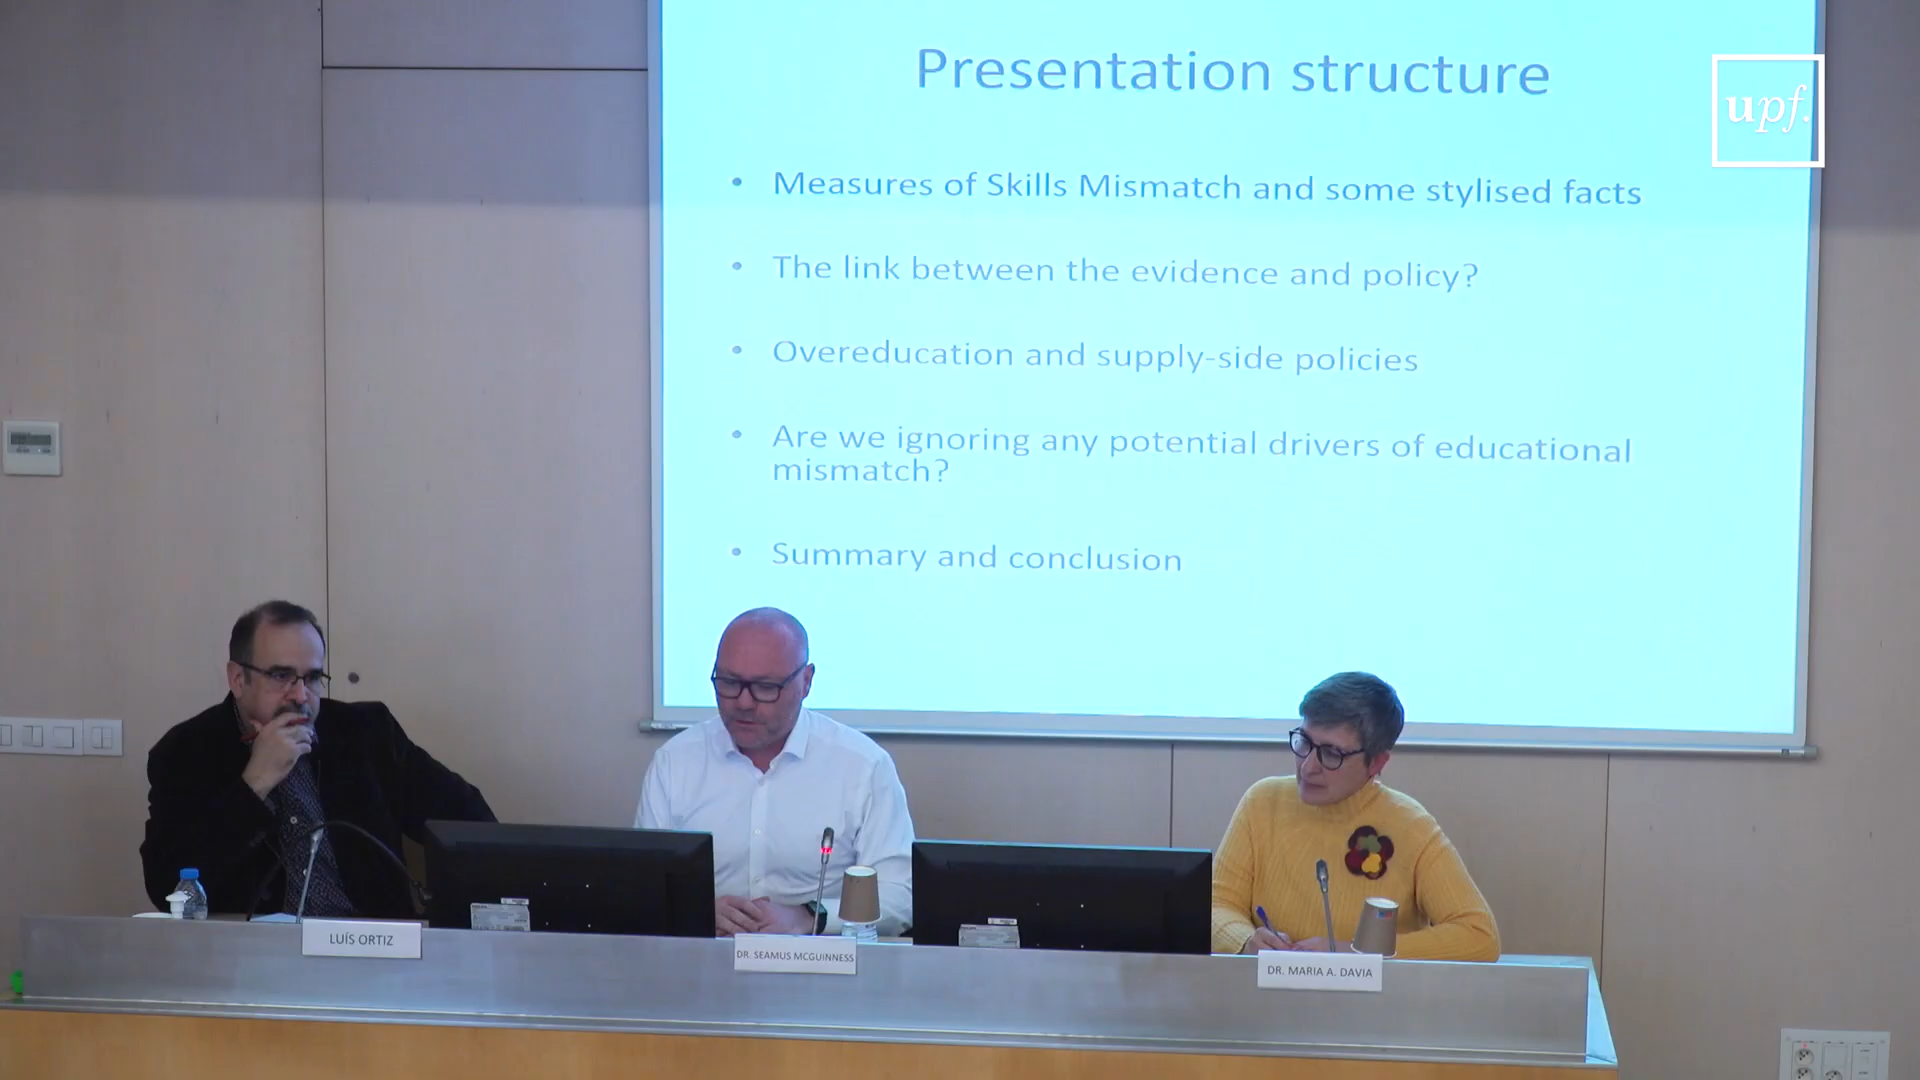 Presentation structure
upf.
• Measures of Skills Mismatch and some stylised facts
• The link between the evidence and policy?
• Overeducation and supply-side policies
• Are we ignoring any potential drivers of educational
mismatch?
• Summary and conclusion
LUÍS ORTIZ
DR. SEAMUS MCGUINNESS
DR. MARIA A. DAVIA